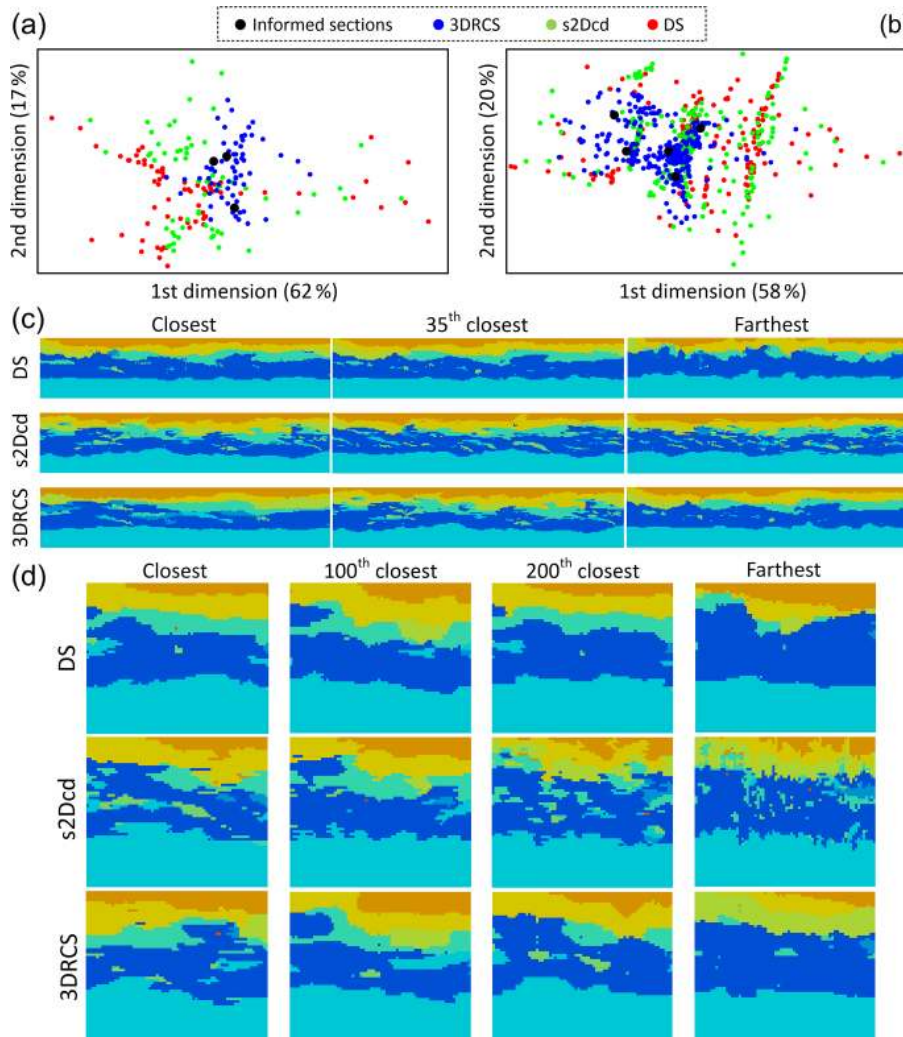 (a)
Informed sections 3DRCS s2Dcd DS
(b)
2nd dimension (17%)
1st dimension (62 %)
2nd dimension (20%)
1st dimension (58 %)
(c)
Closest 35th closest Farthest
DS
s2Dcd
3DRCS
(d)
Closest 100th closest 200th closest Farthest
DS
s2Dcd
3DRCS